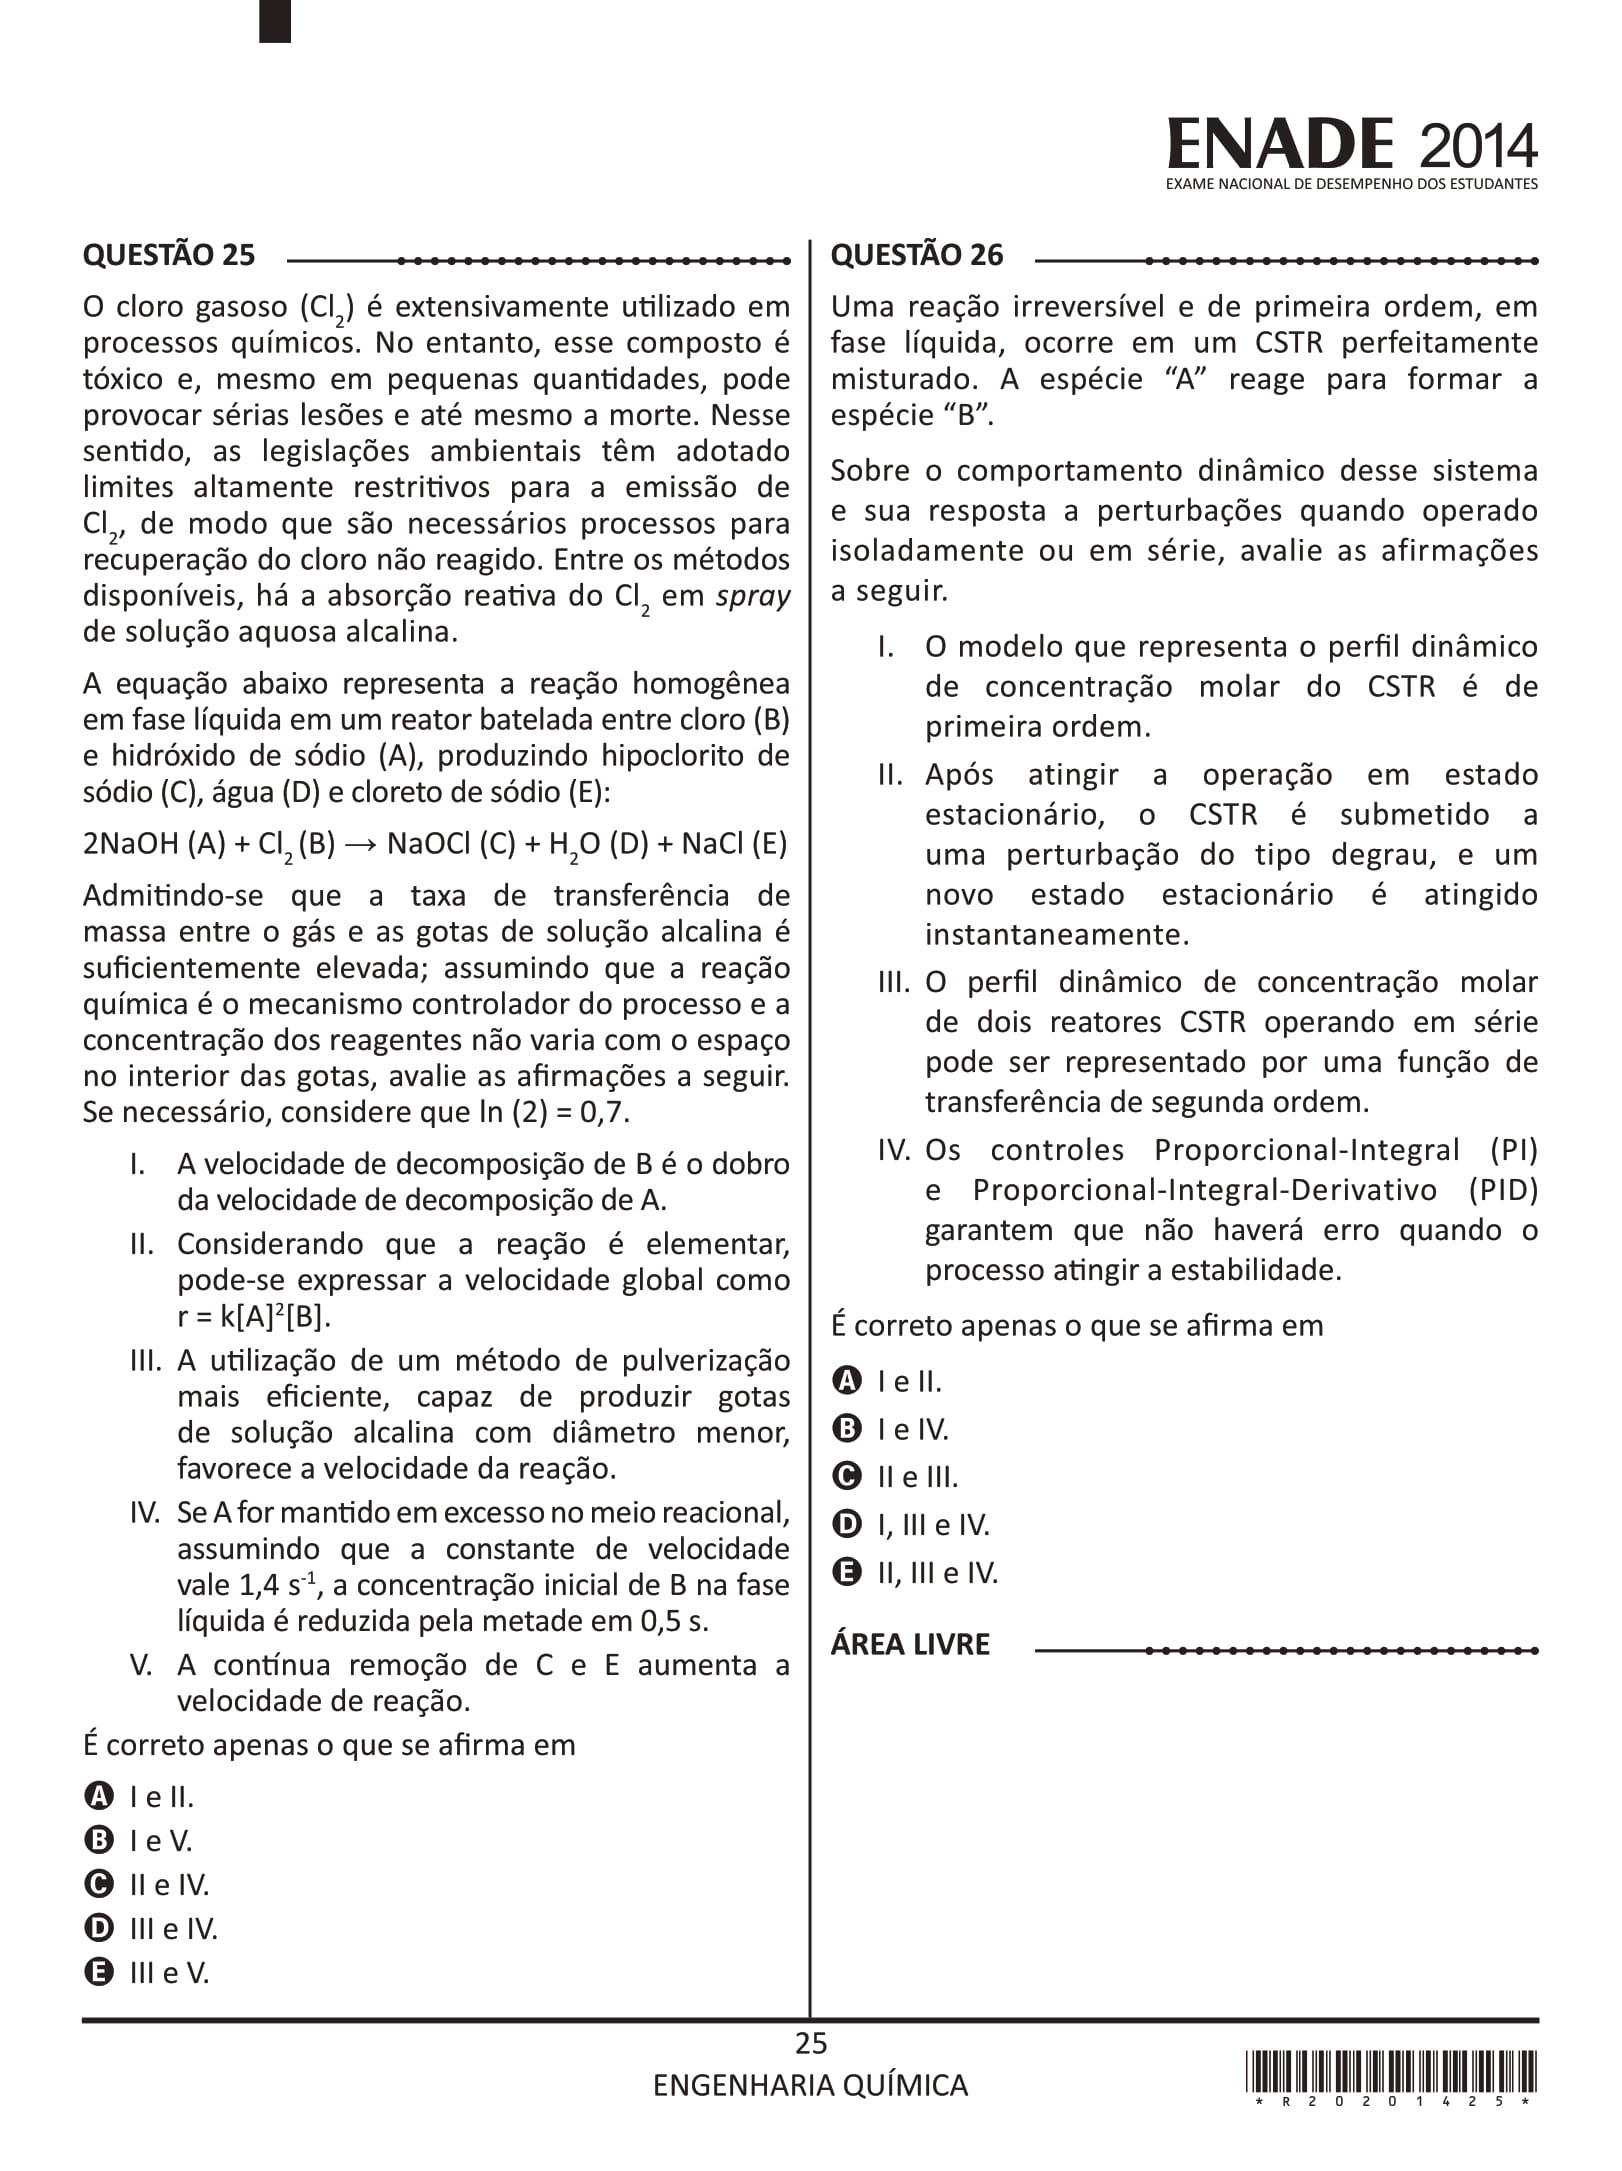 ENADE 2014
EXAME NACIONAL DE DESEMPENHO DOS ESTUDANTES
QUESTÃO 25
O cloro gasoso (Cl₂) é extensivamente utilizado em
processos químicos. No entanto, esse composto é
tóxico e, mesmo em pequenas quantidades, pode
provocar sérias lesões e até mesmo a morte. Nesse
sentido, as legislações ambientais têm adotado
limites altamente restritivos para a emissão de
Cl₂, de modo que são necessários processos para
recuperação do cloro não reagido. Entre os métodos
disponíveis, há a absorção reativa do Cl₂ em spray
de solução aquosa alcalina.
A equação abaixo representa a reação homogênea
em fase líquida em um reator batelada entre cloro (B)
e hidróxido de sódio (A), produzindo hipoclorito de
sódio (C), água (D) e cloreto de sódio (E):
2NaOH (A) + Cl₂ (B) → NaOCl (C) + H₂O (D) + NaCl (E)
Admitindo-se que a taxa de transferência de
massa entre o gás e as gotas de solução alcalina é
suficientemente elevada; assumindo que a reação
química é o mecanismo controlador do processo e a
concentração dos reagentes não varia com o espaço
no interior das gotas, avalie as afirmações a seguir.
Se necessário, considere que ln (2) = 0,7.
I. A velocidade de decomposição de B é o dobro
da velocidade de decomposição de A.
II. Considerando que a reação é elementar,
pode-se expressar a velocidade global como
r = k[A]²[B].
III. A utilização de um método de pulverização
mais eficiente, capaz de produzir gotas
de solução alcalina com diâmetro menor,
favorece a velocidade da reação.
IV. Se A for mantido em excesso no meio reacional,
assumindo que a constante de velocidade
vale 1,4 s⁻¹, a concentração inicial de B na fase
líquida é reduzida pela metade em 0,5 s.
V. A contínua remoção de C e E aumenta a
velocidade de reação.
É correto apenas o que se afirma em
A I e II.
B I e V.
C II e IV.
D III e IV.
E III e V.
QUESTÃO 26
Uma reação irreversível e de primeira ordem, em
fase líquida, ocorre em um CSTR perfeitamente
misturado. A espécie “A” reage para formar a
espécie “B”.
Sobre o comportamento dinâmico desse sistema
e sua resposta a perturbações quando operado
isoladamente ou em série, avalie as afirmações
a seguir.
I. O modelo que representa o perfil dinâmico
de concentração molar do CSTR é de
primeira ordem.
II. Após atingir a operação em estado
estacionário, o CSTR é submetido a
uma perturbação do tipo degrau, e um
novo estado estacionário é atingido
instantaneamente.
III. O perfil dinâmico de concentração molar
de dois reatores CSTR operando em série
pode ser representado por uma função de
transferência de segunda ordem.
IV. Os controles Proporcional-Integral (PI)
e Proporcional-Integral-Derivativo (PID)
garantem que não haverá erro quando o
processo atingir a estabilidade.
É correto apenas o que se afirma em
A I e II.
B I e IV.
C II e III.
D I, III e IV.
E II, III e IV.
ÁREA LIVRE
25
ENGENHARIA QUÍMICA
*R20201425*